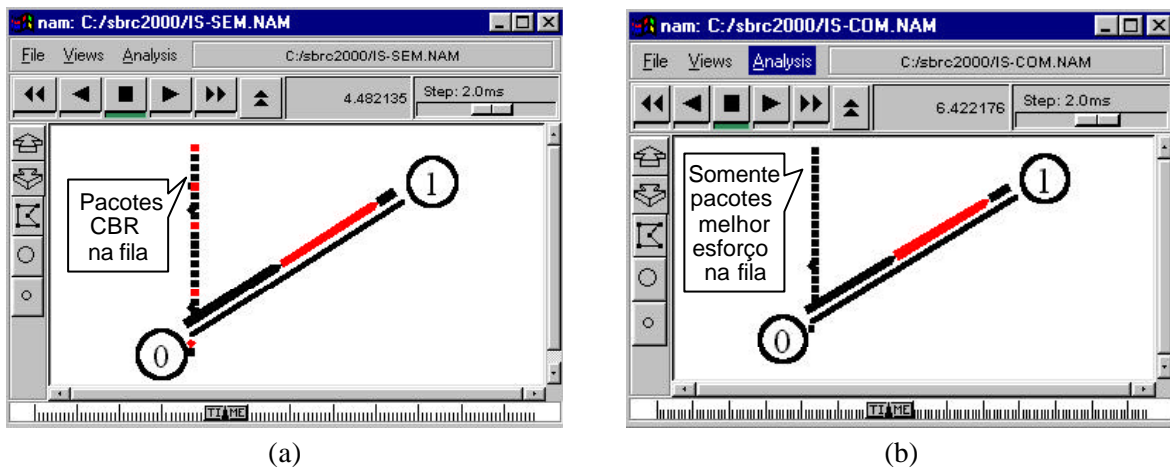 nam: C:/sbrc2000/IS-SEM.NAM
File Views Analysis C:/sbrc2000/IS-SEM.NAM
4.482135 Step: 2.0ms
Pacotes
CBR
na fila
1
0
TIME
(a)
nam: C:/sbrc2000/IS-COM.NAM
File Views Analysis C:/sbrc2000/IS-COM.NAM
6.422176 Step: 2.0ms
Somente
pacotes
melhor
esforço
na fila
1
0
TIME
(b)